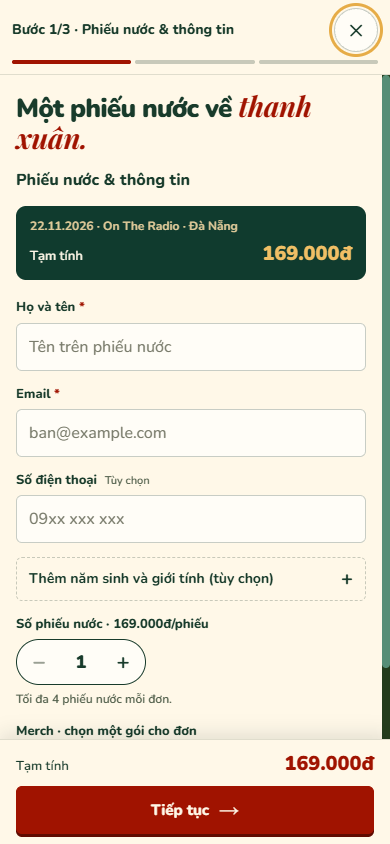 Bước 1/3 · Phiếu nước & thông tin
Một phiếu nước về thanh
xuân.
Phiếu nước & thông tin
22.11.2026 · On The Radio · Đà Nẵng
Tạm tính 169.000đ
Họ và tên *
Tên trên phiếu nước
Email *
ban@example.com
Số điện thoại Tùy chọn
09xx xxx xxx
Thêm năm sinh và giới tính (tùy chọn) +
Số phiếu nước · 169.000đ/phiếu
− 1 +
Tối đa 4 phiếu nước mỗi đơn.
Merch · chọn một gói cho đơn
Tạm tính 169.000đ
Tiếp tục →